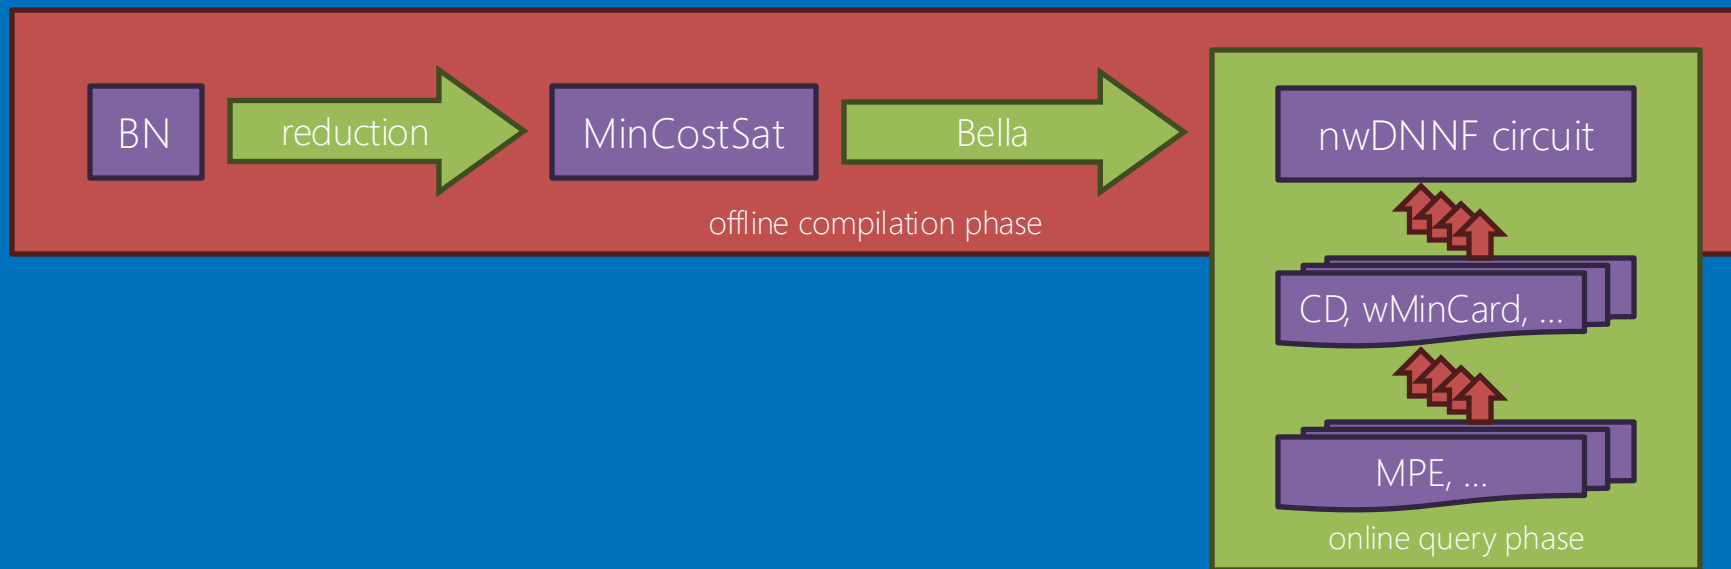 BN
reduction
MinCostSat
Bella
nwDNNF circuit
offline compilation phase
CD, wMinCard, ...
MPE, ...
online query phase